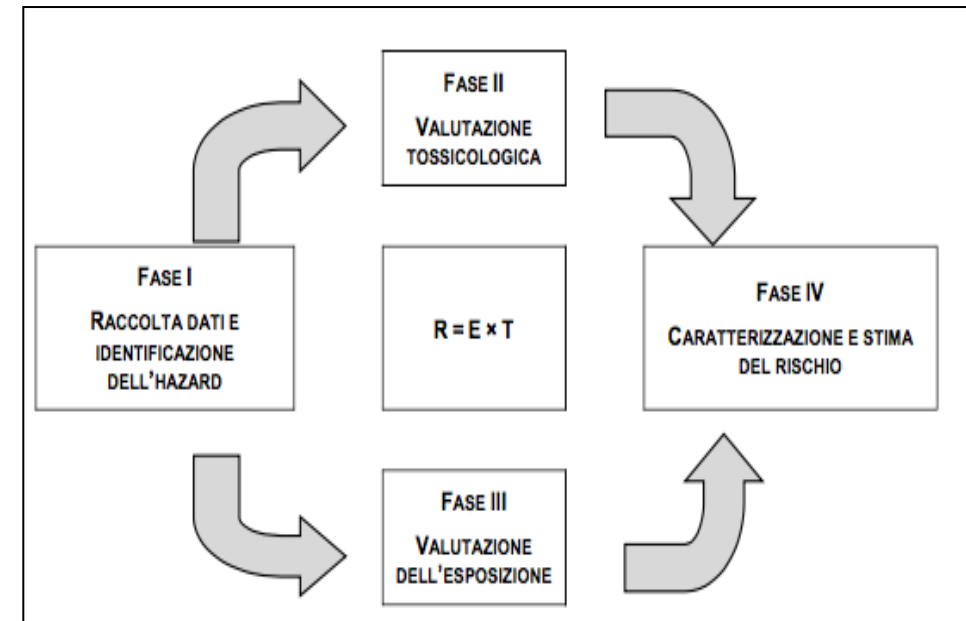 FASE II
VALUTAZIONE
TOSSICOLOGICA
FASE I
RACCOLTA DATI E
IDENTIFICAZIONE
DELL'HAZARD
R = E × T
FASE IV
CARATTERIZZAZIONE E STIMA
DEL RISCHIO
FASE III
VALUTAZIONE
DELL'ESPOSIZIONE